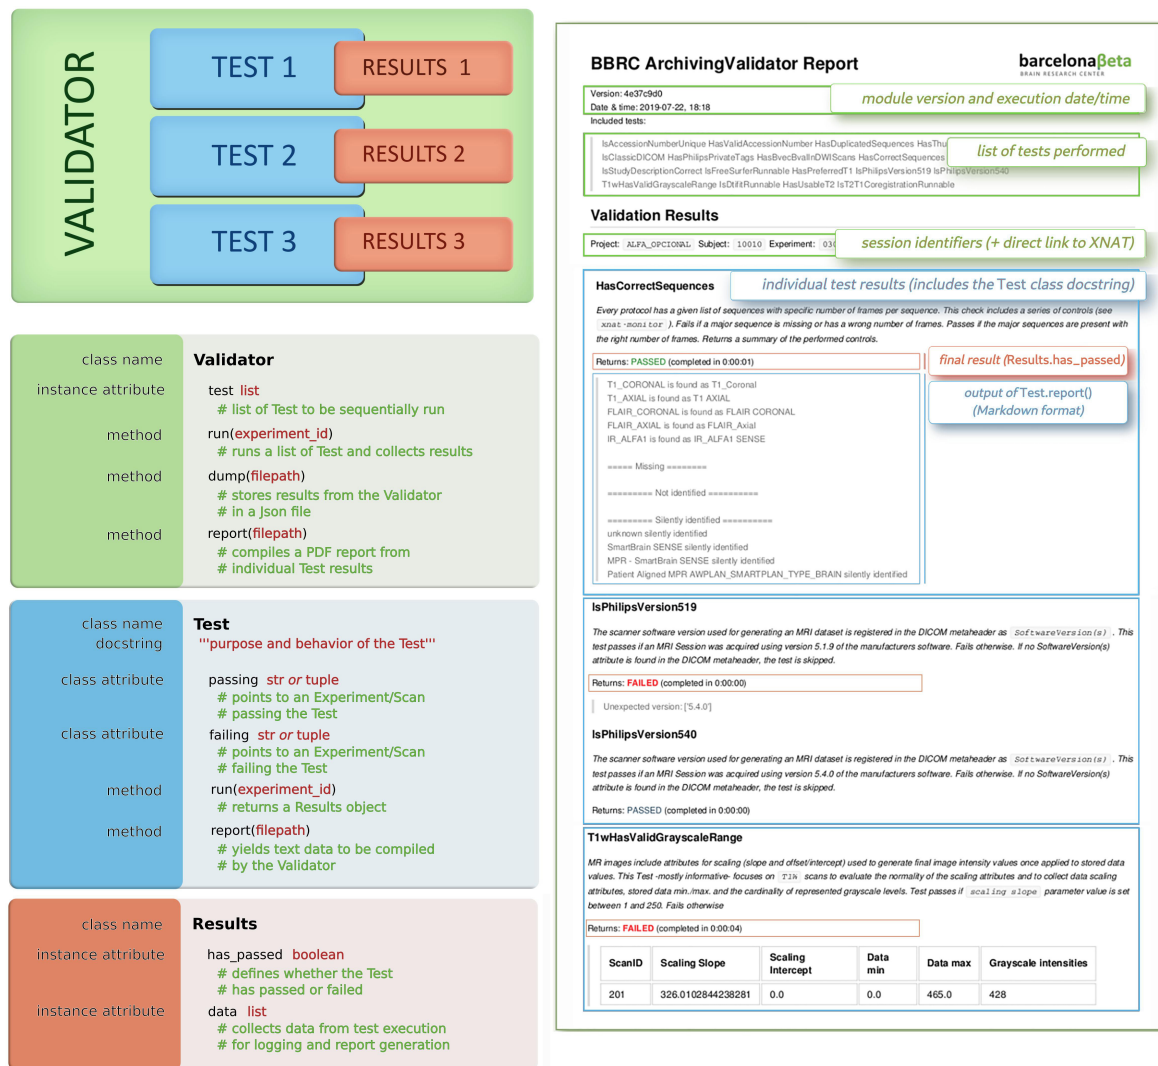 VALIDATOR
TEST 1
RESULTS 1
TEST 2
RESULTS 2
TEST 3
RESULTS 3
class name Validator
instance attribute test list
# list of Test to be sequentially run
method run(experiment_id)
# runs a list of Test and collects results
method dump(filepath)
# stores results from the Validator
# in a Json file
method report(filepath)
# compiles a PDF report from
# individual Test results
class name Test
docstring '''purpose and behavior of the Test'''
class attribute passing str or tuple
# points to an Experiment/Scan
# passing the Test
class attribute failing str or tuple
# points to an Experiment/Scan
# failing the Test
method run(experiment_id)
# returns a Results object
method report(filepath)
# yields text data to be compiled
# by the Validator
class name Results
instance attribute has_passed boolean
# defines whether the Test
# has passed or failed
instance attribute data list
# collects data from test execution
# for logging and report generation
BBRC ArchivingValidator Report
barcelonaβeta
BRAIN RESEARCH CENTER
Version: 4e37c9d0
Date & time: 2019-07-22, 18:18
module version and execution date/time
Included tests:
IsAccessionNumberUnique HasValidAccessionNumber HasDuplicatedSequences HasThu
IsClassicDICOM HasPhilipsPrivateTags HasBvecBvalInDWIScans HasCorrectSequences
list of tests performed
IsStudyDescriptionCorrect IsFreeSurferRunnable HasPreferredT1 IsPhilipsVersion519 IsPhilipsVersion540
T1wHasValidGrayscaleRange IsDtifitRunnable HasUsableT2 IsT2T1CoregistrationRunnable
Validation Results
Project: ALFA_OPCIONAL Subject: 10010 Experiment: 030
session identifiers (+ direct link to XNAT)
HasCorrectSequences
individual test results (includes the Test class docstring)
Every protocol has a given list of sequences with specific number of frames per sequence. This check includes a series of controls (see
xnat-monitor ). Fails if a major sequence is missing or has a wrong number of frames. Passes if the major sequences are present with
the right number of frames. Returns a summary of the performed controls.
Returns: PASSED (completed in 0:00:01)
final result (Results.has_passed)
T1_CORONAL is found as T1_Coronal
T1_AXIAL is found as T1 AXIAL
FLAIR_CORONAL is found as FLAIR CORONAL
FLAIR_AXIAL is found as FLAIR_Axial
IR_ALFA1 is found as IR_ALFA1 SENSE
output of Test.report()
(Markdown format)
===== Missing ========
========= Not identified ==========
========= Silently identified ==========
unknown silently identified
SmartBrain SENSE silently identified
MPR - SmartBrain SENSE silently identified
Patient Aligned MPR AWPLAN_SMARTPLAN_TYPE_BRAIN silently identified
IsPhilipsVersion519
The scanner software version used for generating an MRI dataset is registered in the DICOM metaheader as SoftwareVersion(s) . This
test passes if an MRI Session was acquired using version 5.1.9 of the manufacturers software. Fails otherwise. If no SoftwareVersion(s)
attribute is found in the DICOM metaheader, the test is skipped.
Returns: FAILED (completed in 0:00:00)
Unexpected version: ['5.4.0']
IsPhilipsVersion540
The scanner software version used for generating an MRI dataset is registered in the DICOM metaheader as SoftwareVersion(s) . This
test passes if an MRI Session was acquired using version 5.4.0 of the manufacturers software. Fails otherwise. If no SoftwareVersion(s)
attribute is found in the DICOM metaheader, the test is skipped.
Returns: PASSED (completed in 0:00:00)
T1wHasValidGrayscaleRange
MR images include attributes for scaling (slope and offset/intercept) used to generate final image intensity values once applied to stored data
values. This Test -mostly informative- focuses on T1W scans to evaluate the normality of the scaling attributes and to collect data scaling
attributes, stored data min./max. and the cardinality of represented grayscale levels. Test passes if scaling slope parameter value is set
between 1 and 250. Fails otherwise
Returns: FAILED (completed in 0:00:04)
ScanID Scaling Slope Scaling Intercept Data min Data max Grayscale intensities
201 326.0102844238281 0.0 0.0 465.0 428